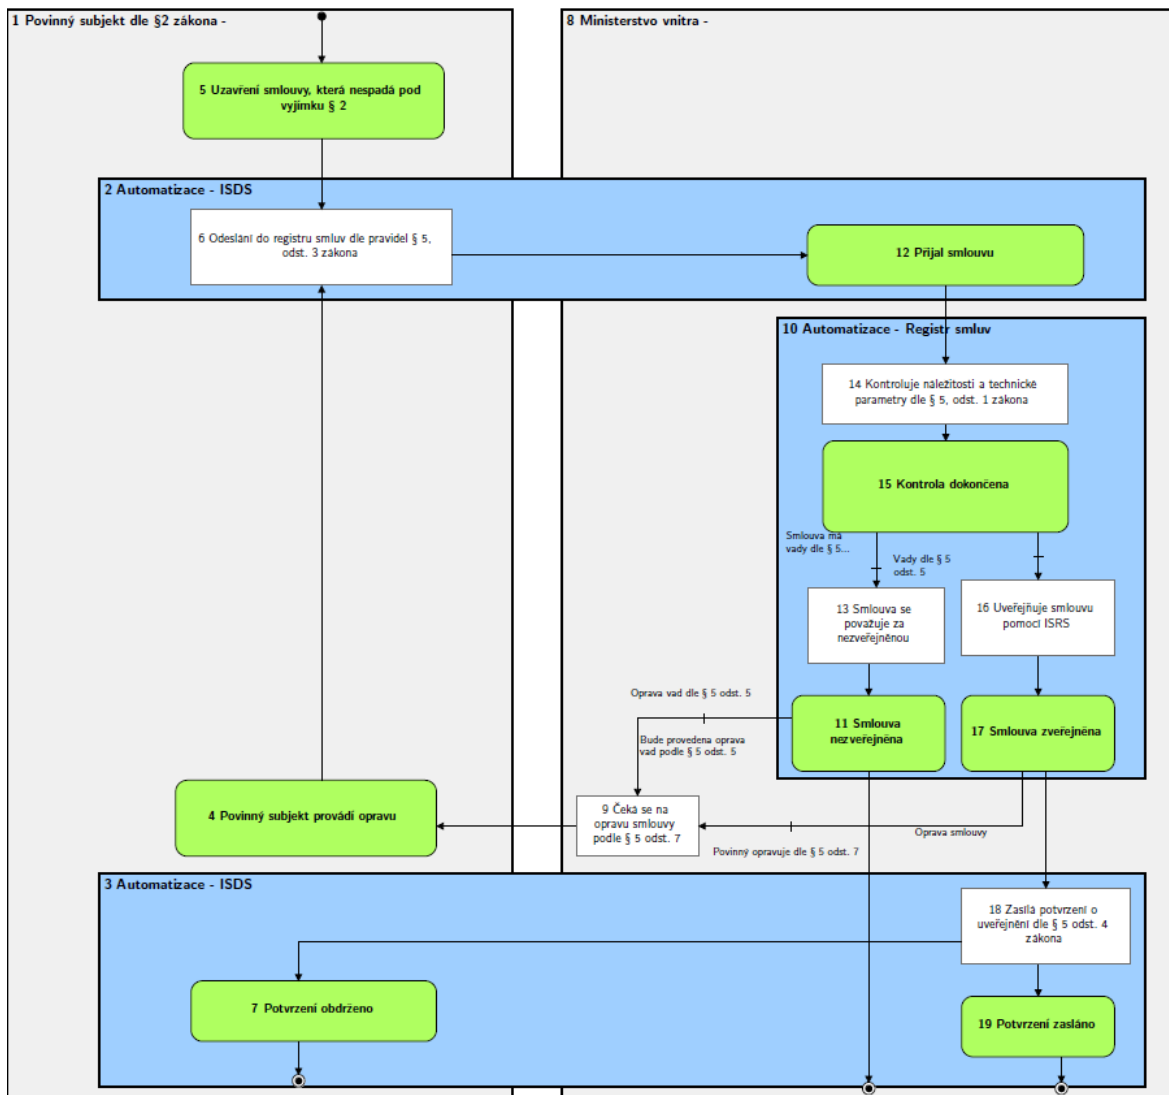 1 Povinný subjekt dle §2 zákona -
8 Ministerstvo vnitra -
5 Uzavření smlouvy, která nespadá pod
vyjímku § 2
2 Automatizace - ISDS
6 Odeslání do registru smluv dle pravidel § 5,
odst. 3 zákona
12 Přijal smlouvu
10 Automatizace - Registr smluv
14 Kontroluje náležitosti a technické
parametry dle § 5, odst. 1 zákona
15 Kontrola dokončena
Smlouva má
vady dle § 5...
Vady dle § 5
odst. 5
13 Smlouva se
považuje za
nezveřejněnou
16 Uveřejňuje smlouvu
pomocí ISRS
Oprava vad dle § 5 odst. 5
11 Smlouva
nezveřejněna
17 Smlouva zveřejněna
Bude provedena oprava
vad podle § 5 odst. 5
4 Povinný subjekt provádí opravu
9 Čeká se na
opravu smlouvy
podle § 5 odst. 7
Oprava smlouvy
Povinný opravuje dle § 5 odst. 7
3 Automatizace - ISDS
18 Zasílá potvrzení o
uveřejnění dle § 5 odst. 4
zákona
7 Potvrzení obdrženo
19 Potvrzení zasláno